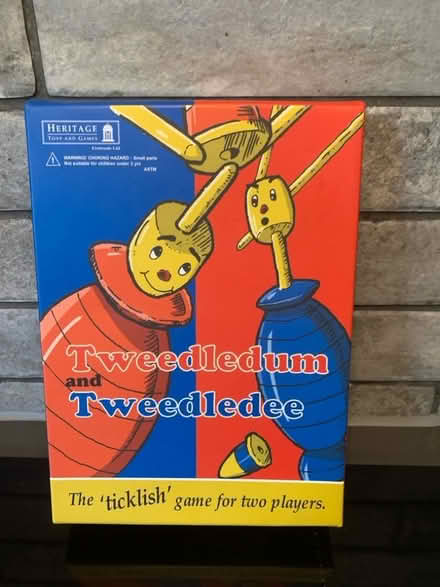 HERITAGE
TOYS AND GAMES
WARNING! CHOKING HAZARD - Small parts
Not suitable for children under 3 yrs
ASTM
Tweedledum
and
Tweedledee
The 'ticklish' game for two players.